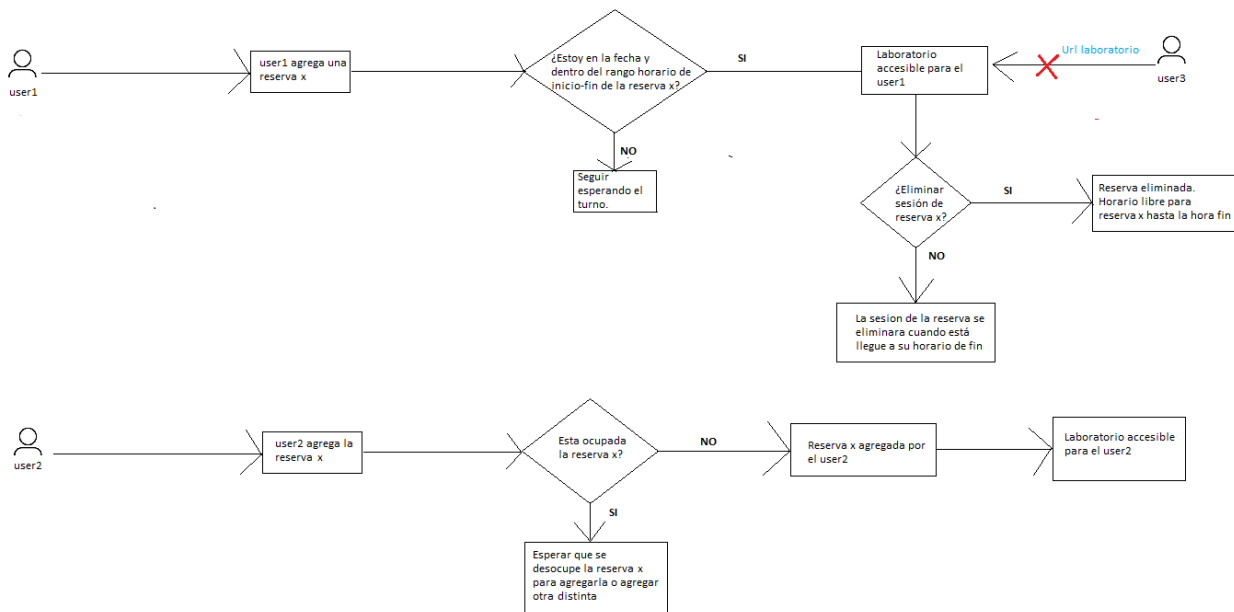 user1
user1 agrega una
reserva x
¿Estoy en la fecha y
dentro del rango horario de
inicio-fin de la reserva x?
SI
NO
Seguir
esperando el
turno.
Laboratorio
accesible para el
user1
Url laboratorio
user3
¿Eliminar
sesión de
reserva x?
SI
Reserva eliminada.
Horario libre para
reserva x hasta la hora fin
NO
La sesion de la reserva se
eliminara cuando está
llegue a su horario de fin
user2
user2 agrega la
reserva x
Esta ocupada
la reserva x?
NO
Reserva x agregada por
el user2
Laboratorio accesible
para el user2
SI
Esperar que se
desocupe la reserva x
para agregarla o agregar
otra distinta